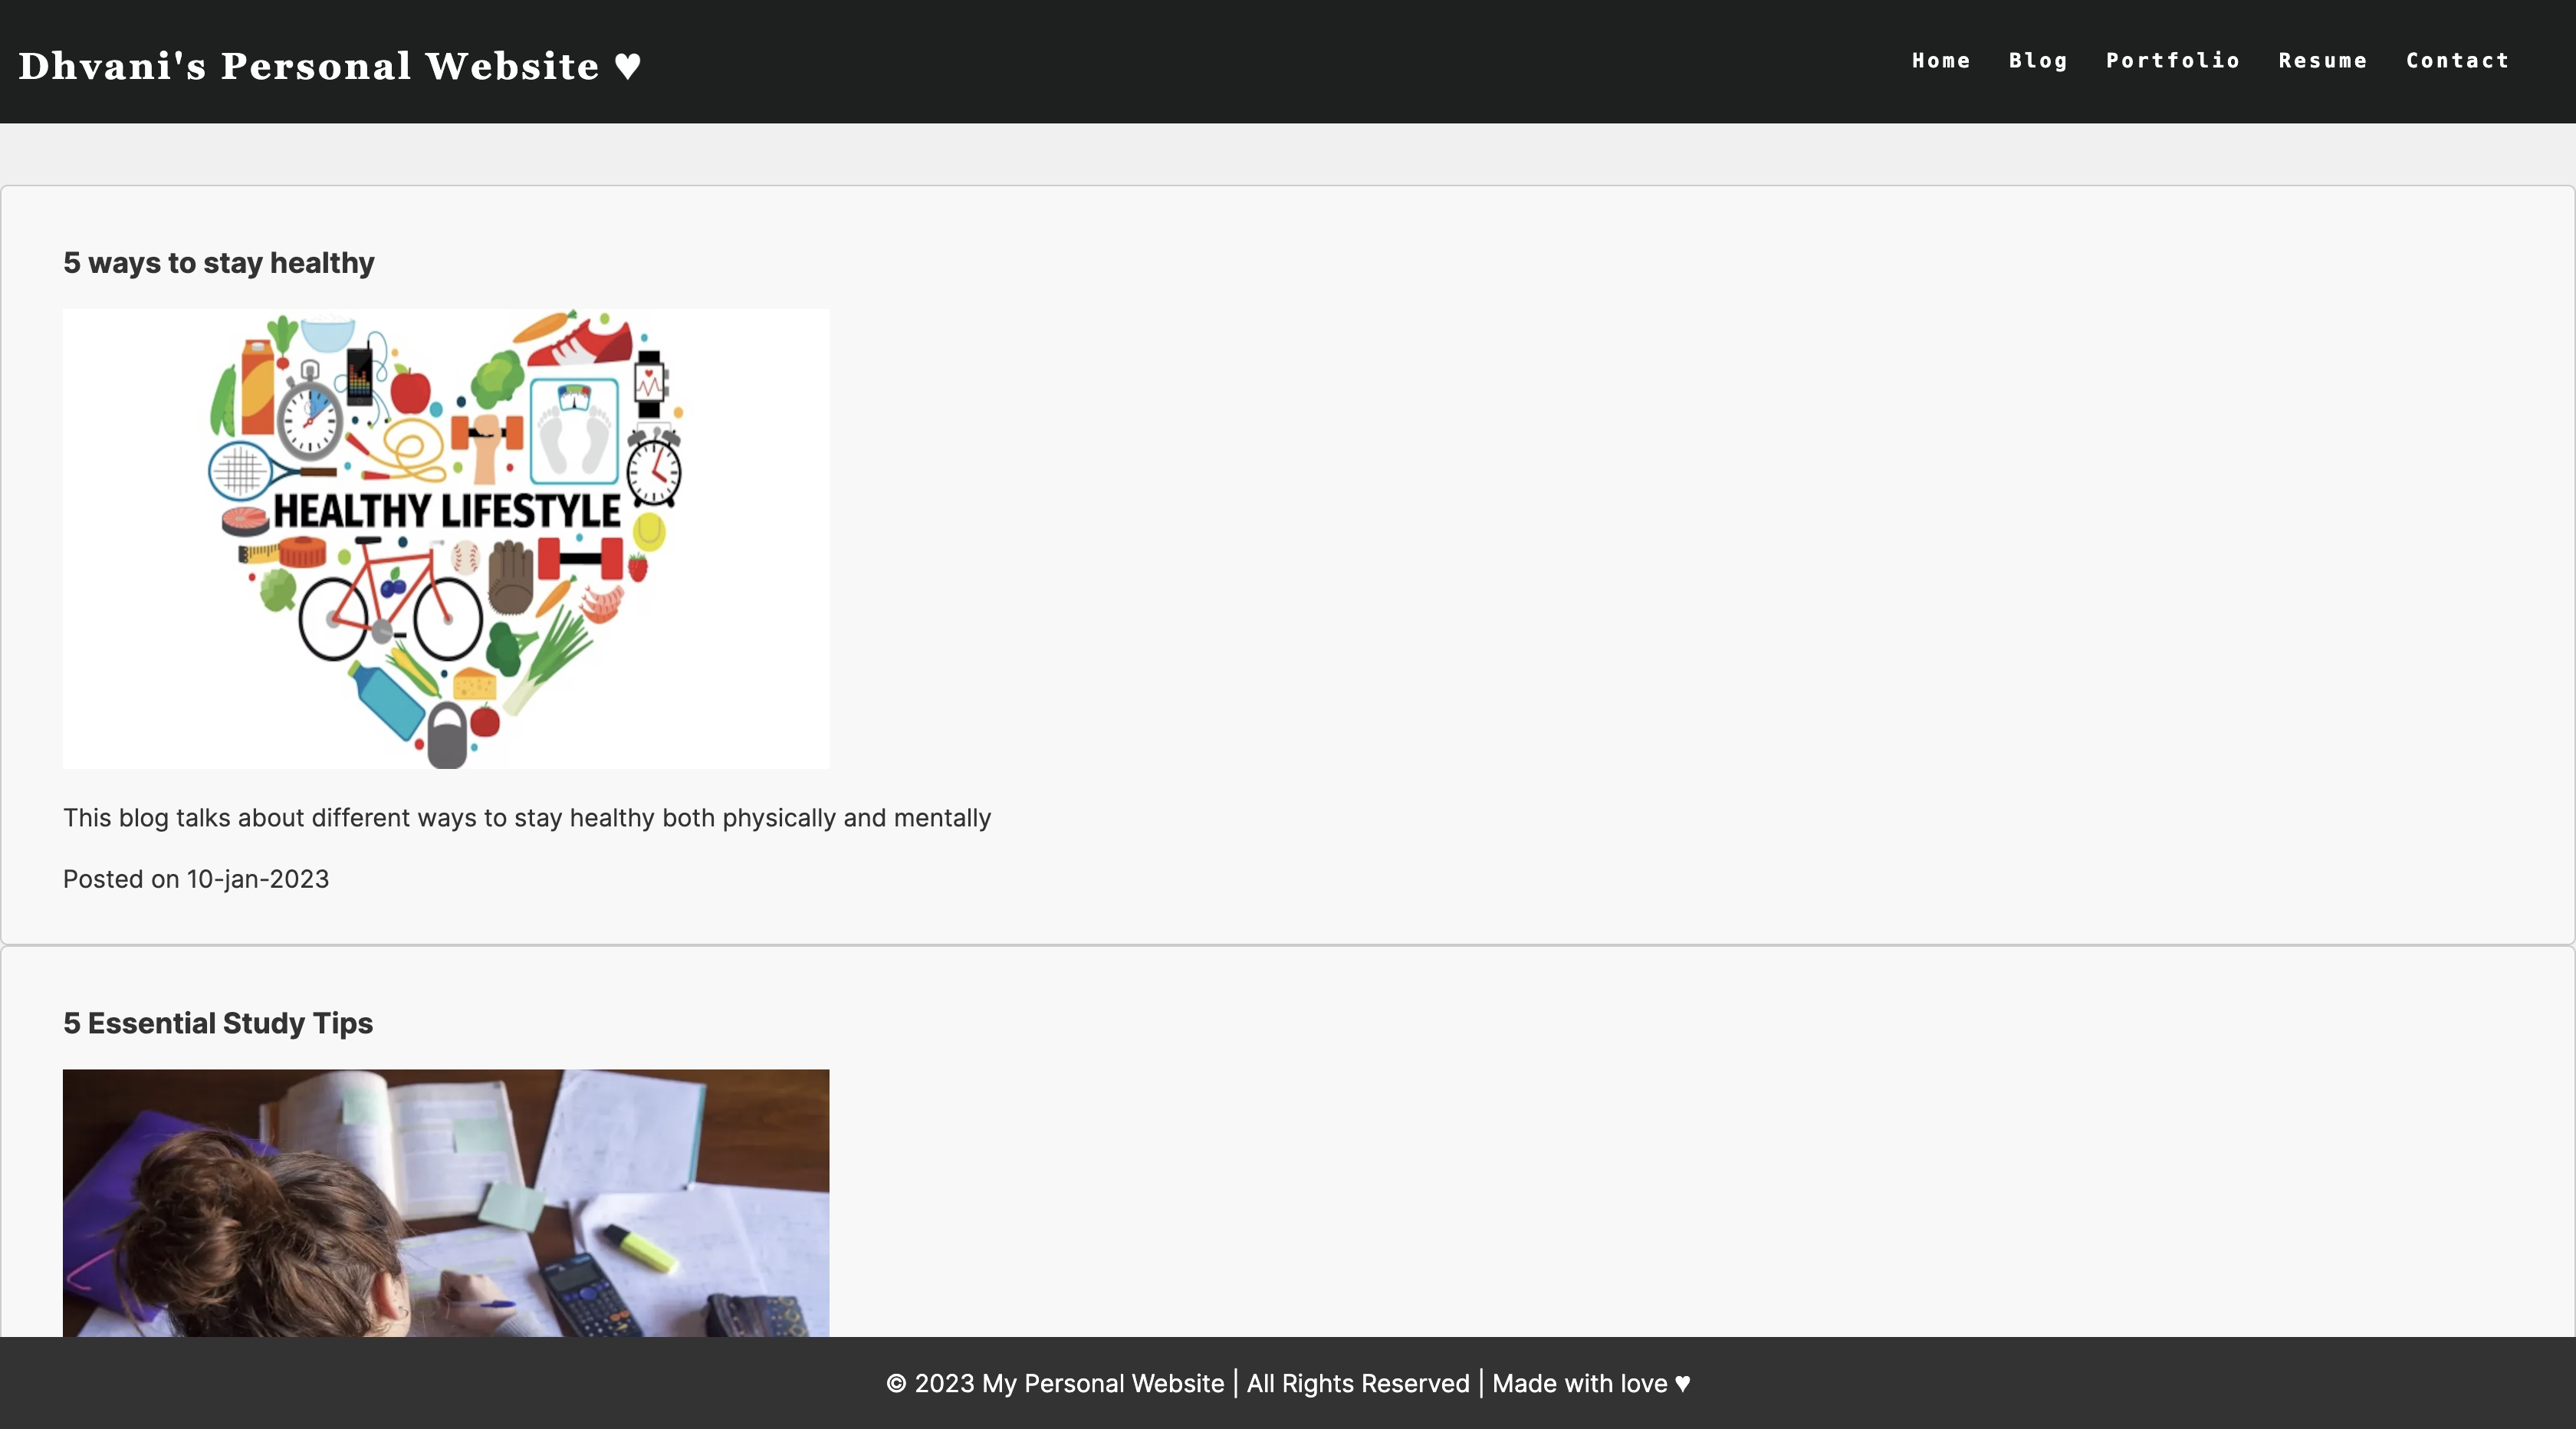 Dhvani's Personal Website ♥
Home Blog Portfolio Resume Contact
5 ways to stay healthy
HEALTHY LIFESTYLE
This blog talks about different ways to stay healthy both physically and mentally
Posted on 10-jan-2023
5 Essential Study Tips
© 2023 My Personal Website | All Rights Reserved | Made with love ♥